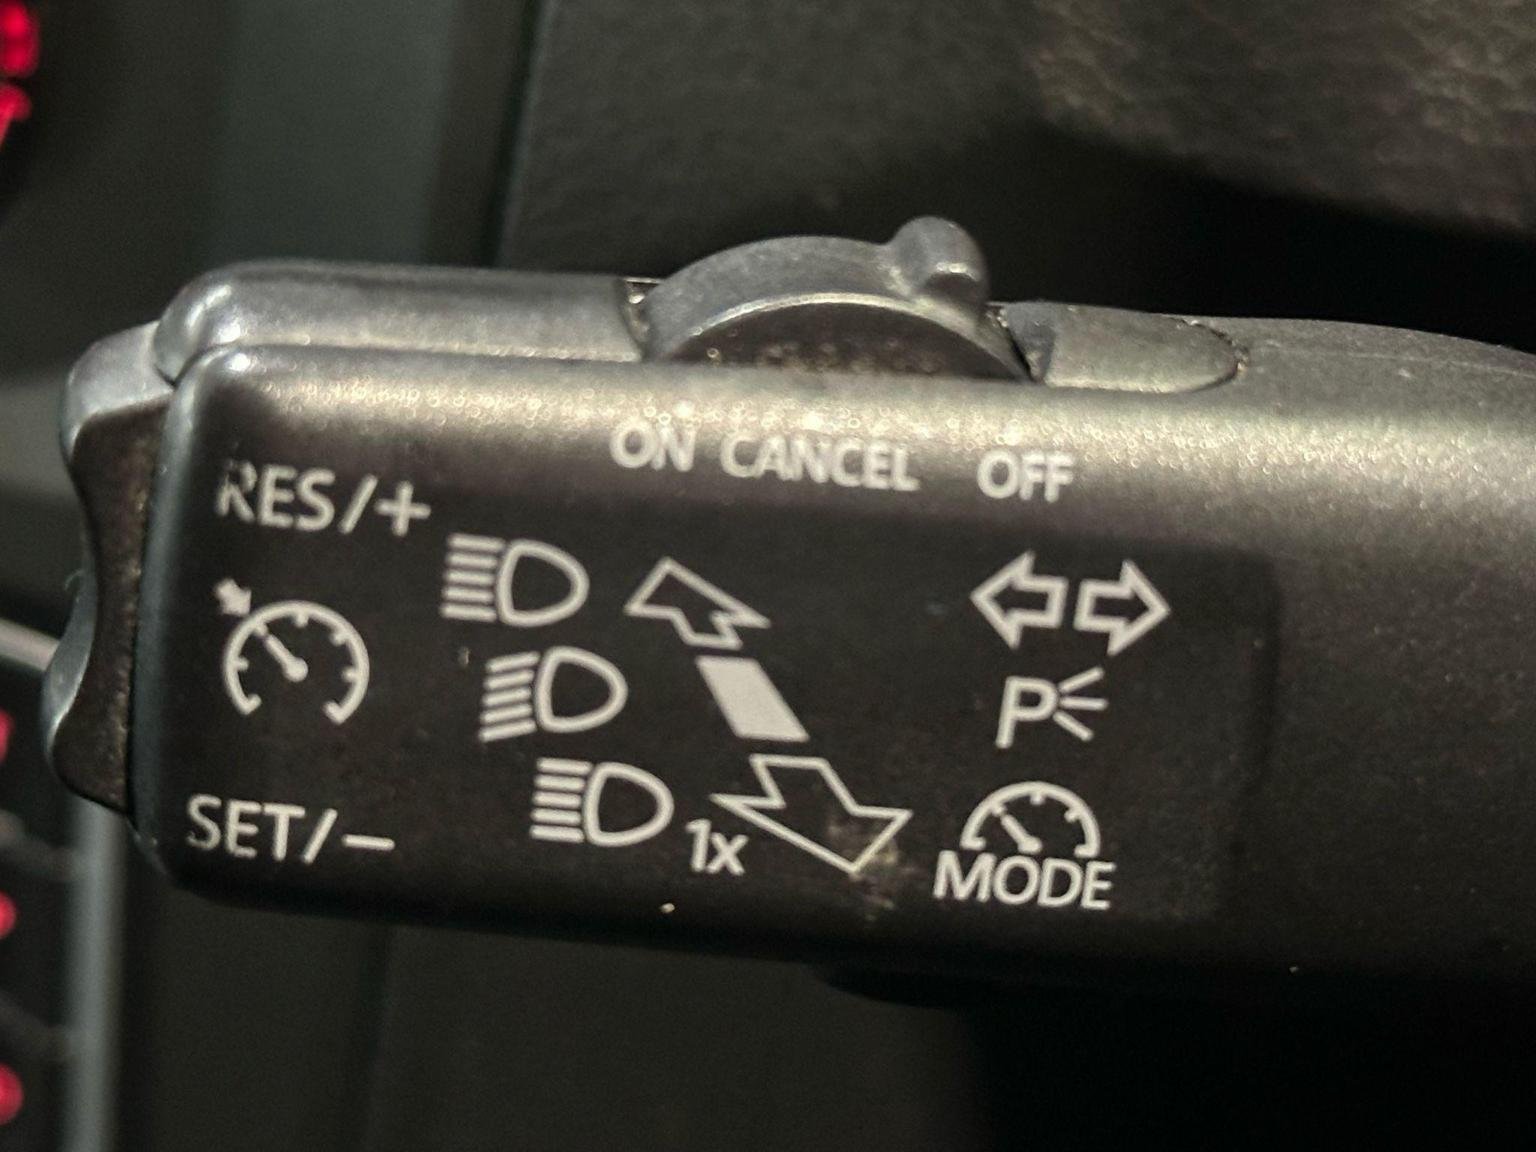 ON CANCEL OFF
RES/+
P
SET/−
1x
MODE